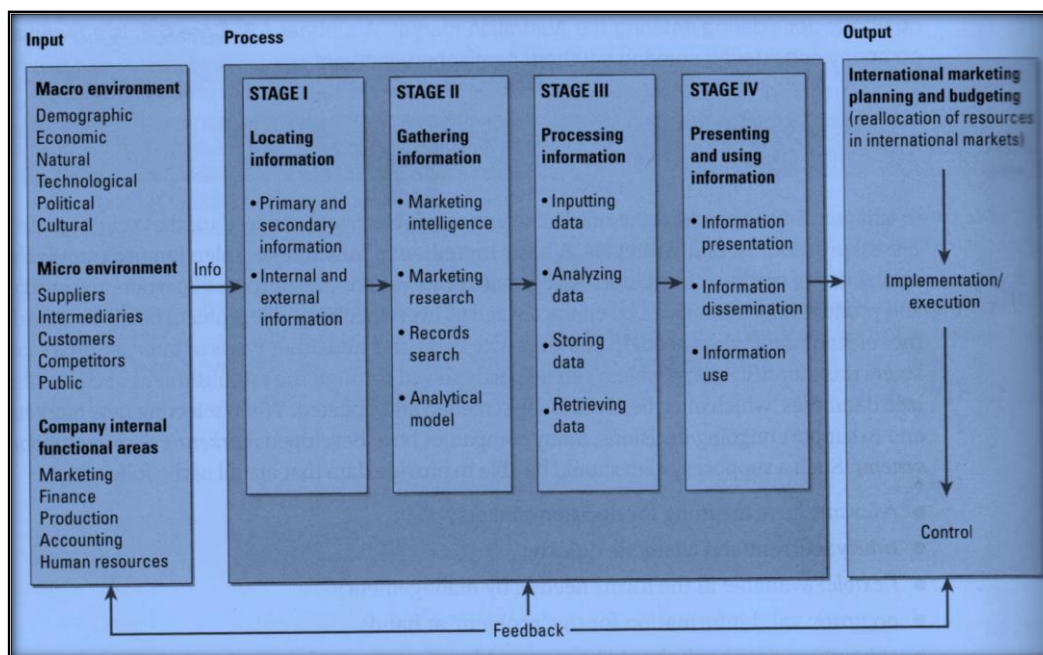 Input
Process
Output
Macro environment
Demographic
Economic
Natural
Technological
Political
Cultural
Micro environment
Suppliers
Intermediaries
Customers
Competitors
Public
Company internal
functional areas
Marketing
Finance
Production
Accounting
Human resources
Info
STAGE I
Locating
information
• Primary and
secondary
information
• Internal and
external
information
STAGE II
Gathering
information
• Marketing
intelligence
• Marketing
research
• Records
search
• Analytical
model
STAGE III
Processing
information
• Inputting
data
• Analyzing
data
• Storing
data
• Retrieving
data
STAGE IV
Presenting
and using
information
• Information
presentation
• Information
dissemination
• Information
use
International marketing
planning and budgeting
(reallocation of resources
in international markets)
Implementation/
execution
Control
Feedback